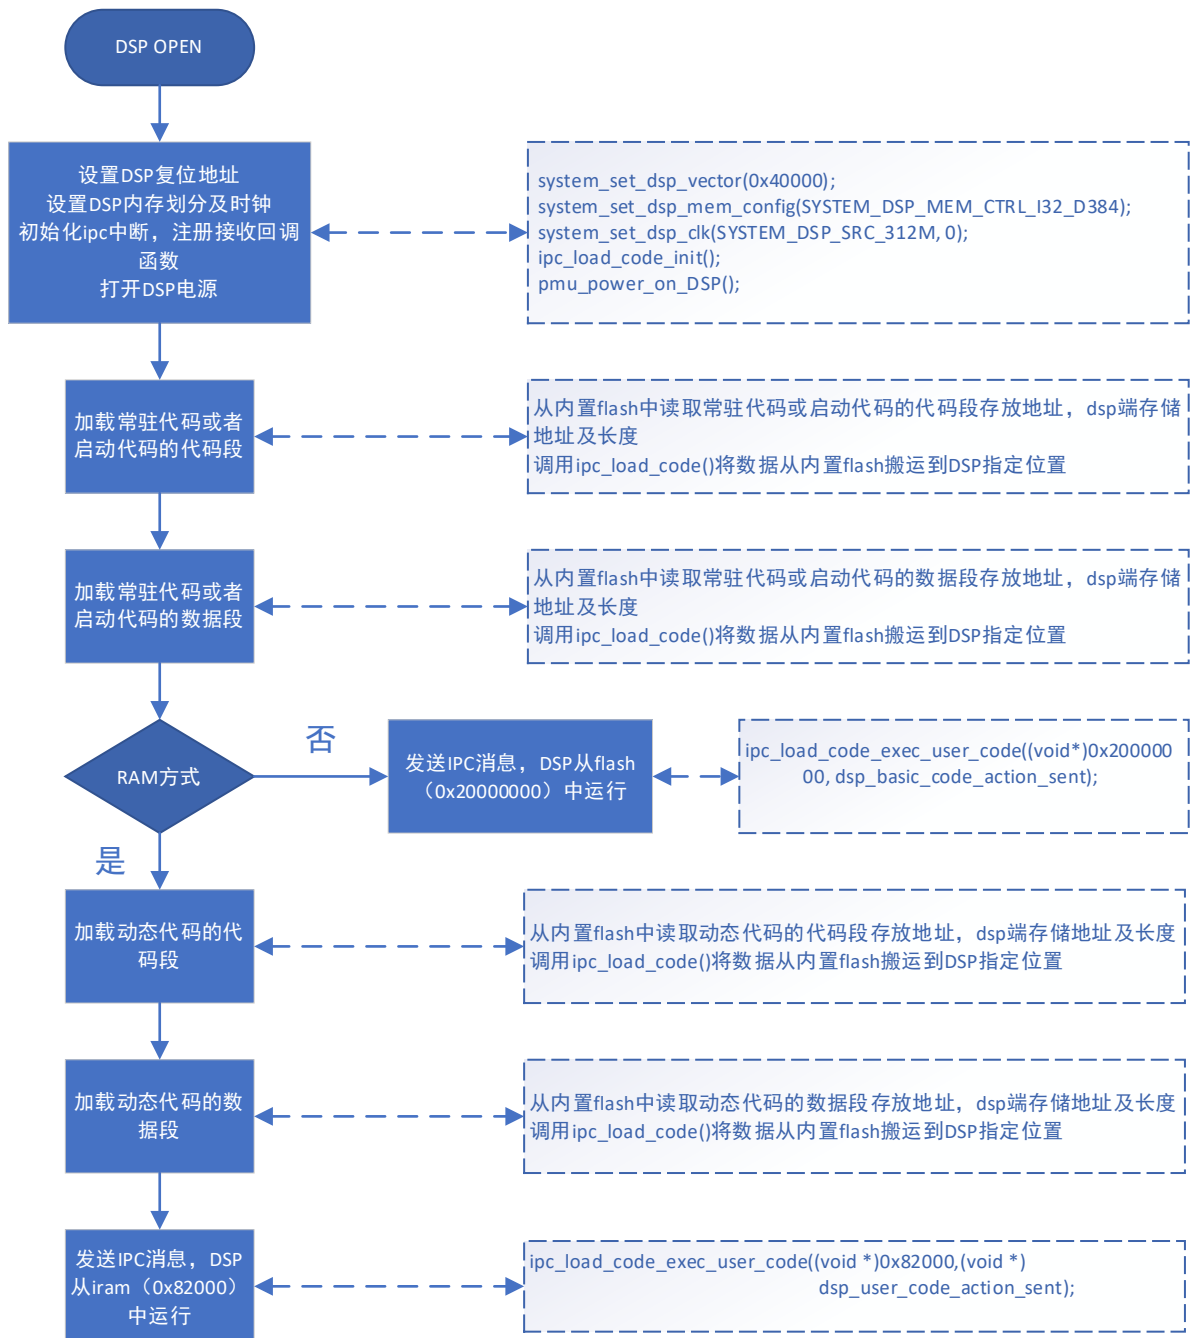 DSP OPEN
设置DSP复位地址
设置DSP内存划分及时钟
初始化ipc中断，注册接收回调
函数
打开DSP电源
system_set_dsp_vector(0x40000);
system_set_dsp_mem_config(SYSTEM_DSP_MEM_CTRL_I32_D384);
system_set_dsp_clk(SYSTEM_DSP_SRC_312M, 0);
ipc_load_code_init();
pmu_power_on_DSP();
加载常驻代码或者
启动代码的代码段
从内置flash中读取常驻代码或启动代码的代码段存放地址，dsp端存储
地址及长度
调用ipc_load_code()将数据从内置flash搬运到DSP指定位置
加载常驻代码或者
启动代码的数据段
从内置flash中读取常驻代码或启动代码的数据段存放地址，dsp端存储
地址及长度
调用ipc_load_code()将数据从内置flash搬运到DSP指定位置
RAM方式
否
发送IPC消息，DSP从flash
（0x20000000）中运行
ipc_load_code_exec_user_code((void*)0x200000
00, dsp_basic_code_action_sent);
是
加载动态代码的代
码段
从内置flash中读取动态代码的代码段存放地址，dsp端存储地址及长度
调用ipc_load_code()将数据从内置flash搬运到DSP指定位置
加载动态代码的数
据段
从内置flash中读取动态代码的数据段存放地址，dsp端存储地址及长度
调用ipc_load_code()将数据从内置flash搬运到DSP指定位置
发送IPC消息，DSP
从iram（0x82000）
中运行
ipc_load_code_exec_user_code((void *)0x82000,(void *)
dsp_user_code_action_sent);